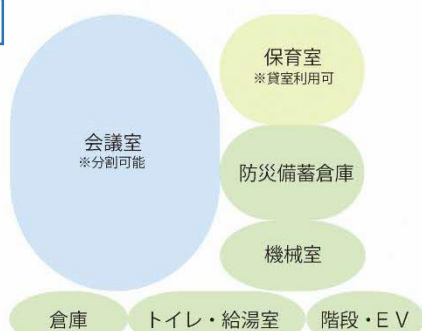 保育室
※貸室利用可
会議室
※分割可能
防災備蓄倉庫
機械室
倉庫
トイレ・給湯室
階段・ＥＶ